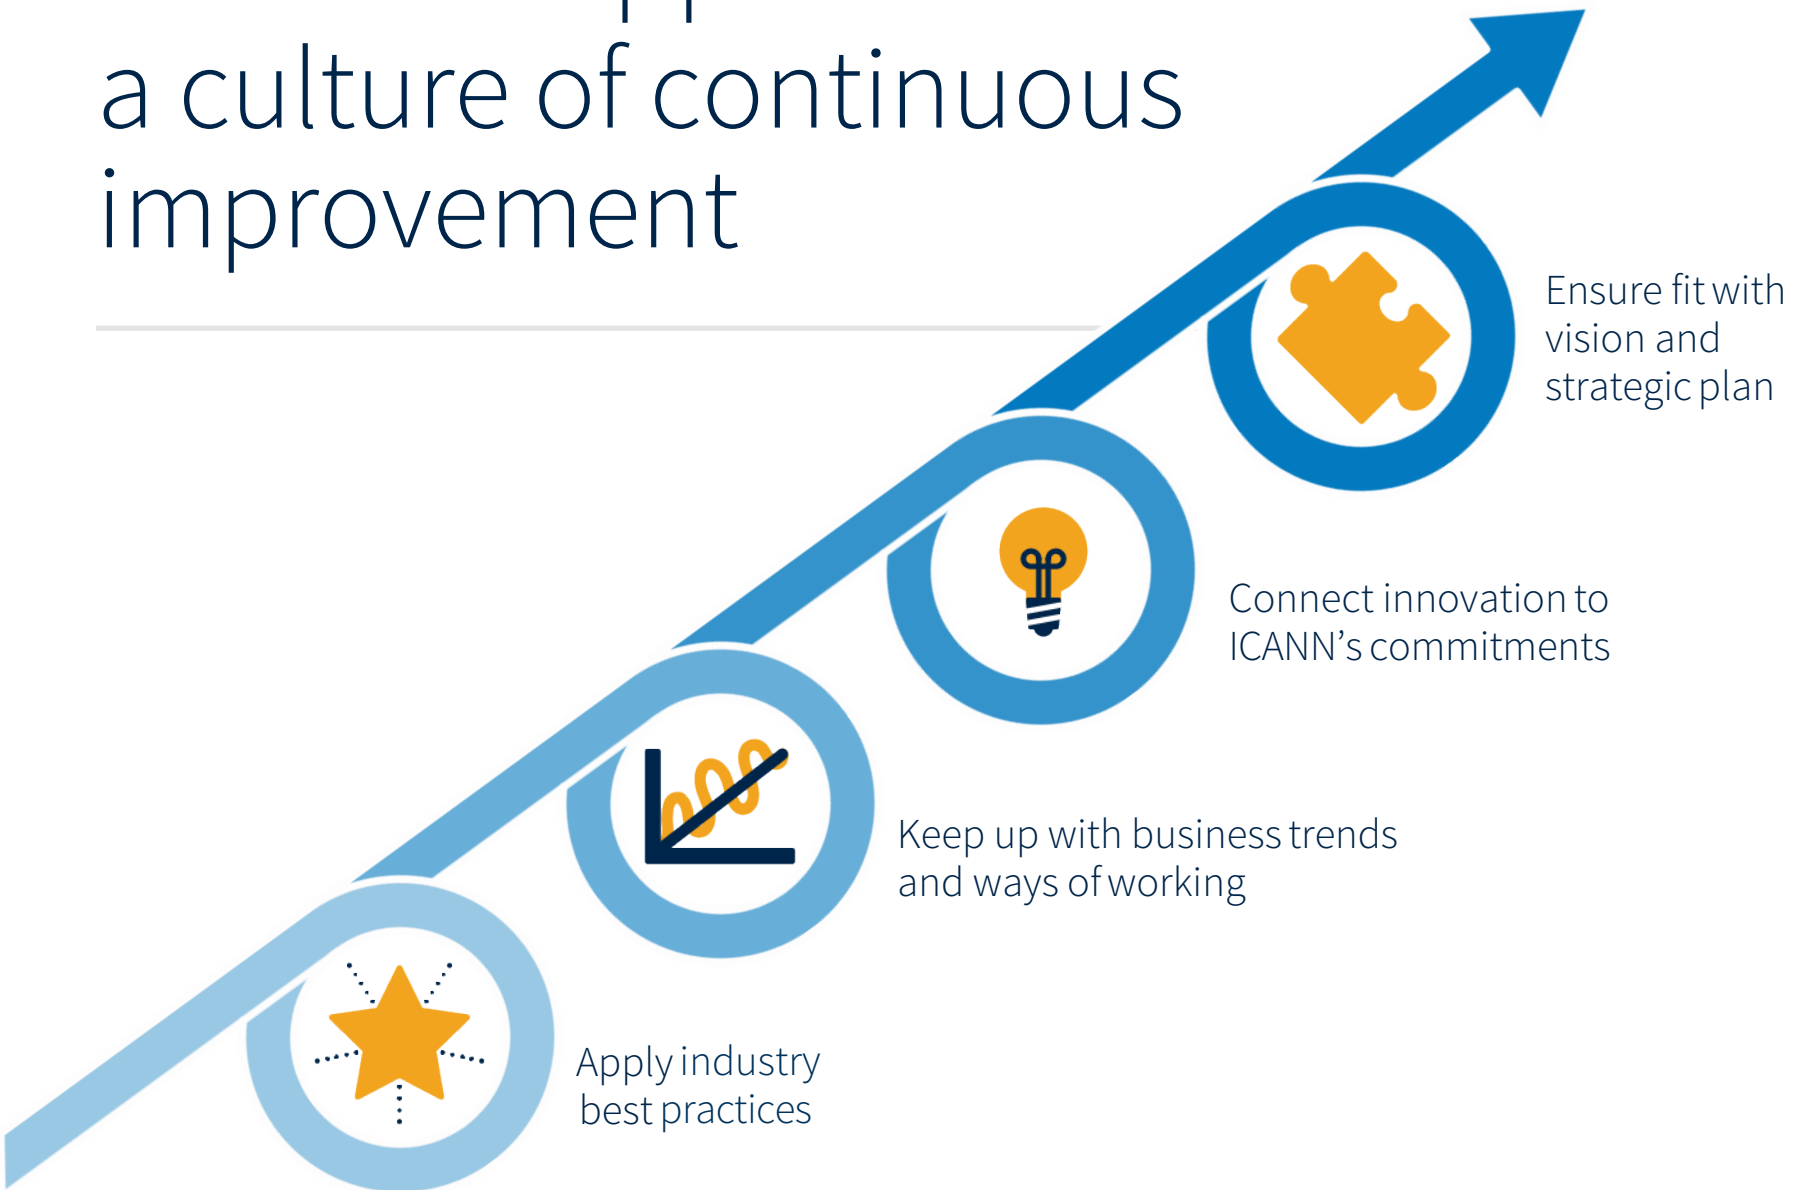 a culture of continuous
improvement
Ensure fit with
vision and
strategic plan
Connect innovation to
ICANN’s commitments
Keep up with business trends
and ways of working
Apply industry
best practices